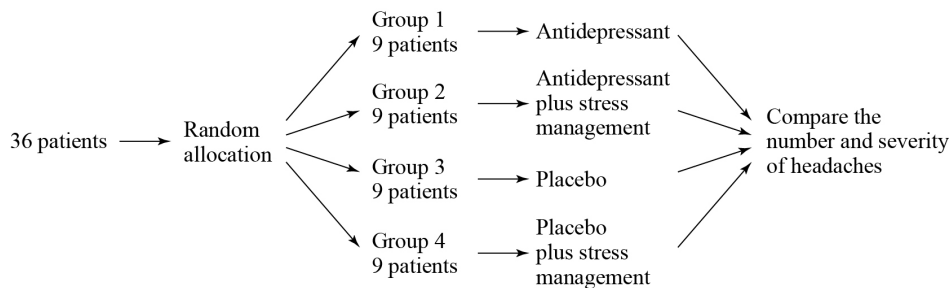 36 patients
Random
allocation
Group 1
9 patients
Group 2
9 patients
Group 3
9 patients
Group 4
9 patients
Antidepressant
Antidepressant
plus stress
management
Placebo
Placebo
plus stress
management
Compare the
number and severity
of headaches